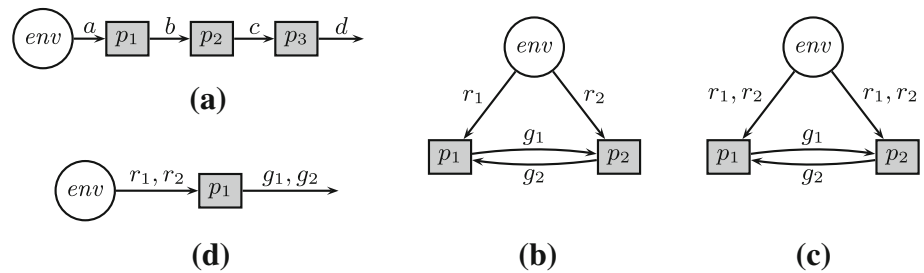 env a p1 b p2 c p3 d
(a)
env r1, r2 p1 g1, g2
(d)
env
r1 r2
p1 g1 p2
g2
(b)
env
r1, r2 r1, r2
p1 g1 p2
g2
(c)